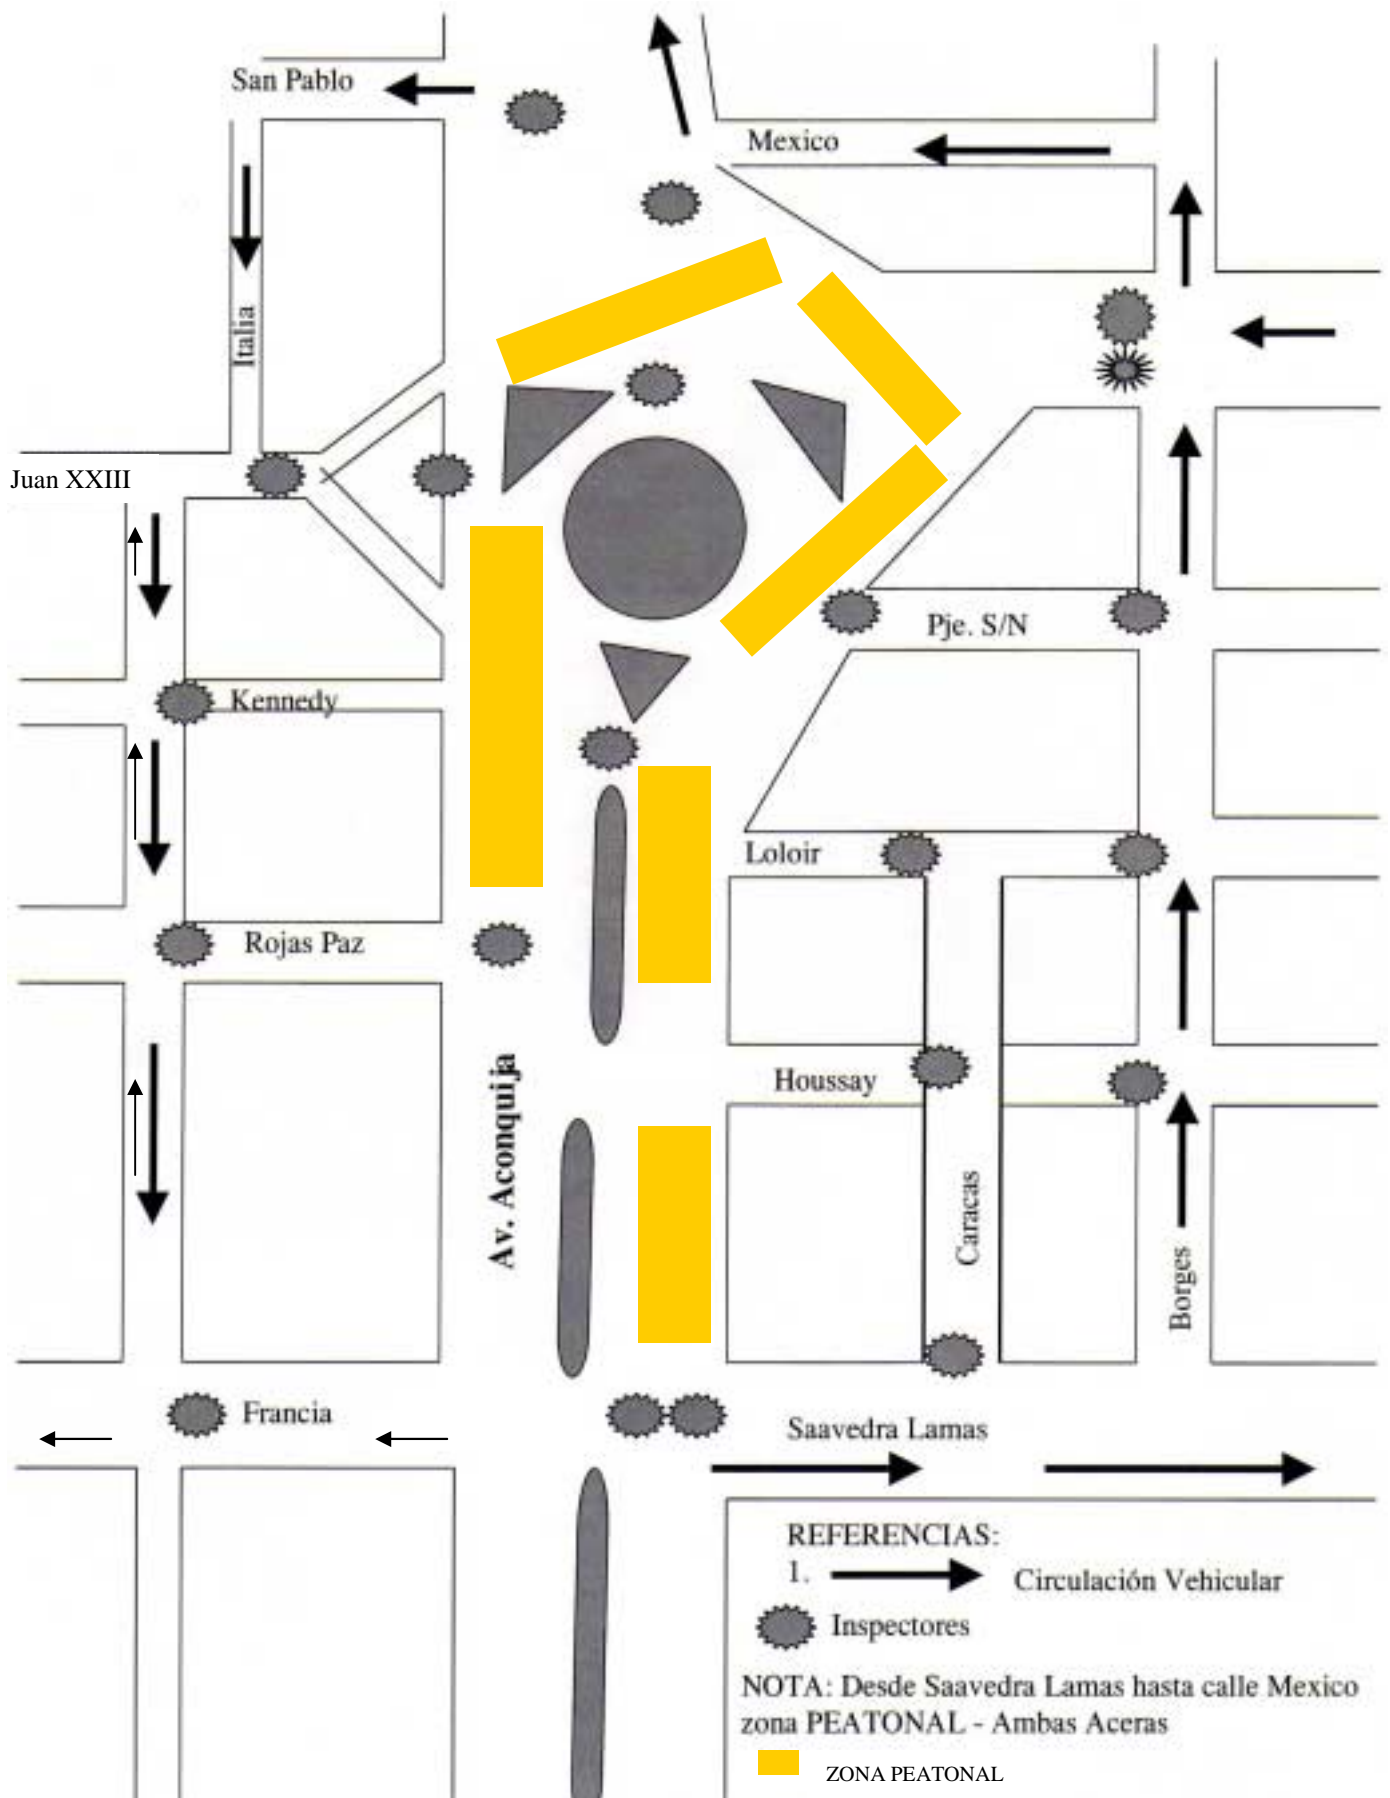 San Pablo
Mexico
Italia
Juan XXIII
Pje. S/N
Kennedy
Loloir
Rojas Paz
Av. Aconquija
Houssay
Caracas
Borges
Francia
Saavedra Lamas
REFERENCIAS:
1. Circulación Vehicular
Inspectores
NOTA: Desde Saavedra Lamas hasta calle Mexico
zona PEATONAL - Ambas Aceras
ZONA PEATONAL